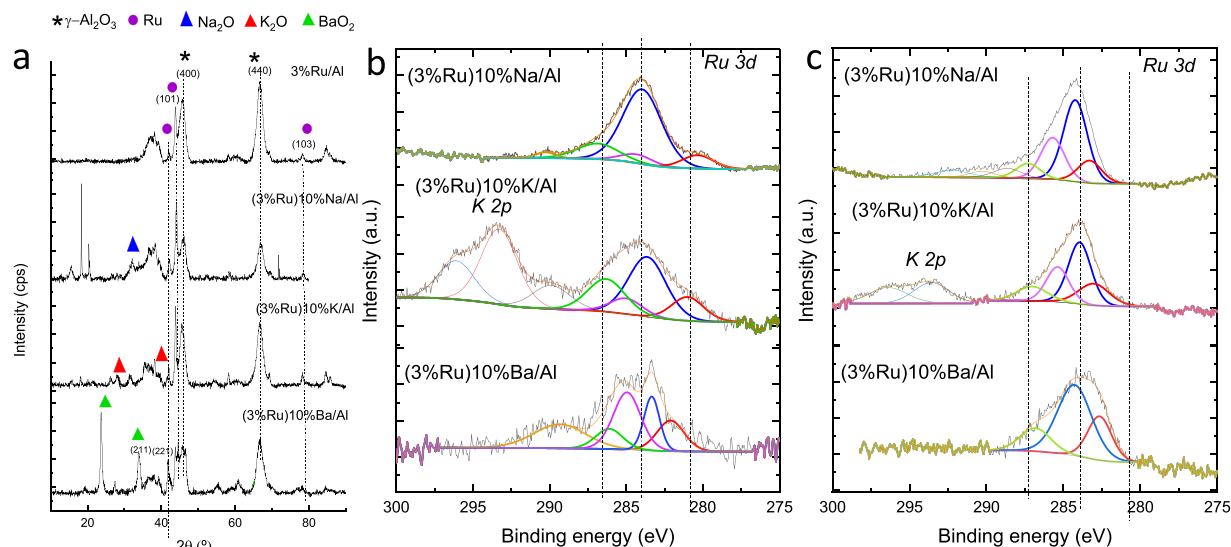 *γ–Al₂O₃ Ru Na₂O K₂O BaO₂
a
Intensity (cps)
* *
(400) (440) 3%Ru/Al
(101)
(103)
(3%Ru)10%Na/Al
(3%Ru)10%K/Al
(3%Ru)10%Ba/Al
(211) (221)
20 40 60 80
2θ (º)
b
Intensity (a.u.)
Ru 3d
(3%Ru)10%Na/Al
(3%Ru)10%K/Al
K 2p
(3%Ru)10%Ba/Al
300 295 290 285 280 275
Binding energy (eV)
c
Intensity (a.u.)
Ru 3d
(3%Ru)10%Na/Al
(3%Ru)10%K/Al
K 2p
(3%Ru)10%Ba/Al
300 295 290 285 280 275
Binding energy (eV)